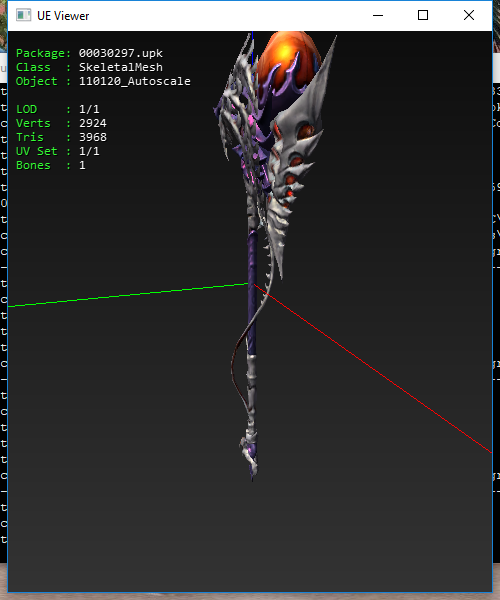 UE Viewer
Package: 00030297.upk
Class  : SkeletalMesh
Object : 110120_Autoscale
LOD    : 1/1
Verts  : 2924
Tris   : 3968
UV Set : 1/1
Bones  : 1